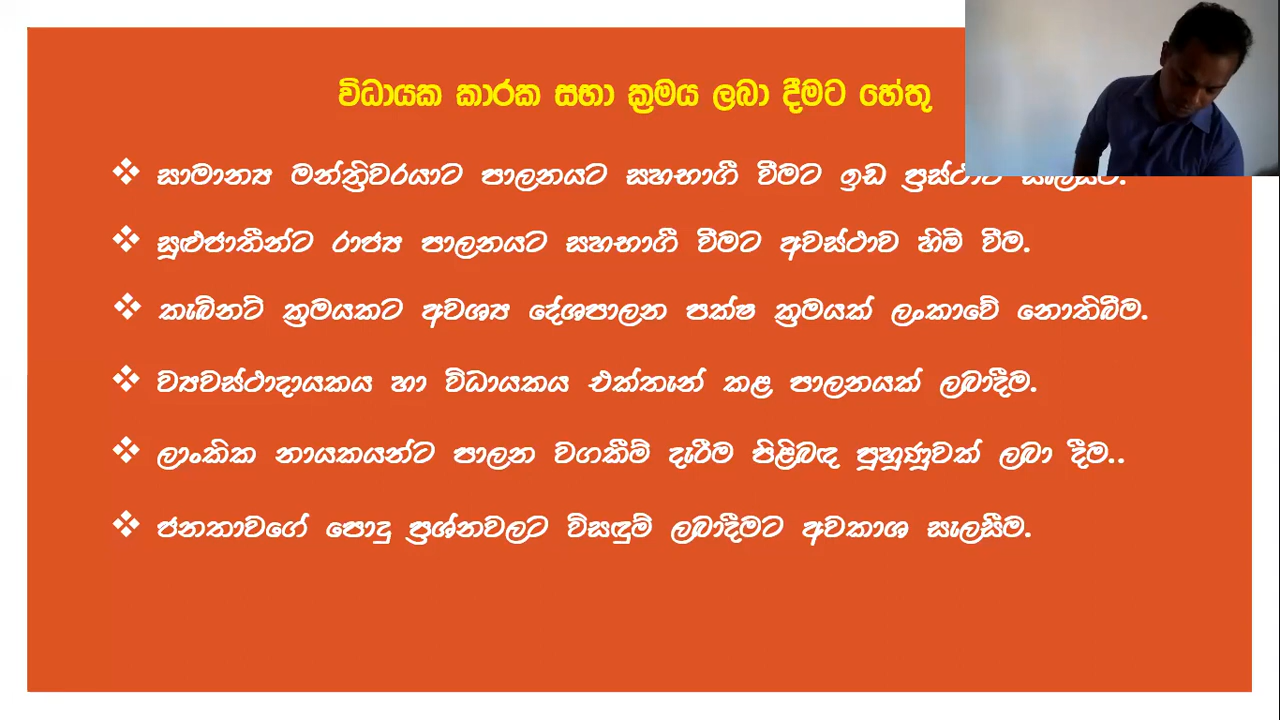 විධායක කාරක සභා ක්‍රමය ලබා දීමට හේතු
❖ සාමාන්‍ය මන්ත්‍රිවරයාට පාලනයට සහභාගී වීමට ඉඩ
❖ සුළුජාතීන්ට රාජ්‍ය පාලනයට සහභාගී වීමට අවස්ථාව හිමි වීම.
❖ කැබිනට් ක්‍රමයකට අවශ්‍ය දේශපාලන පක්ෂ ක්‍රමයක් ලංකාවේ නොතිබීම.
❖ ව්‍යවස්ථාදායකය හා විධායකය එක්තැන් කළ පාලනයක් ලබාදීම.
❖ ලාංකික නායකයන්ට පාලන වගකීම් දැරීම පිළිබඳ පුහුණුවක් ලබා දීම..
❖ ජනතාවගේ පොදු ප්‍රශ්නවලට විසඳුම් ලබාදීමට අවකාශ සැලසීම.